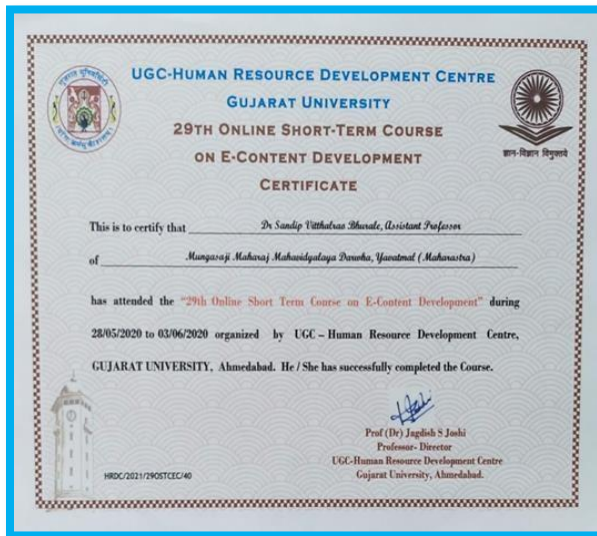 UGC-HUMAN RESOURCE DEVELOPMENT CENTRE
GUJARAT UNIVERSITY
29TH ONLINE SHORT-TERM COURSE
ON E-CONTENT DEVELOPMENT
CERTIFICATE
ज्ञान-विज्ञान विमुक्तये
This is to certify that Dr Sandip Vitthalrao Bhurale, Assistant Professor
of Mungasaji Maharaj Mahavidyalaya Darwha, Yavatmal (Maharastra)
has attended the "29th Online Short Term Course on E-Content Development" during
28/05/2020 to 03/06/2020 organized by UGC – Human Resource Development Centre,
GUJARAT UNIVERSITY, Ahmedabad. He / She has successfully completed the Course.
Prof (Dr) Jagdish S Joshi
Professor- Director
UGC-Human Resource Development Centre
Gujarat University, Ahmedabad.
HRDC/2021/29OSTCEC/40